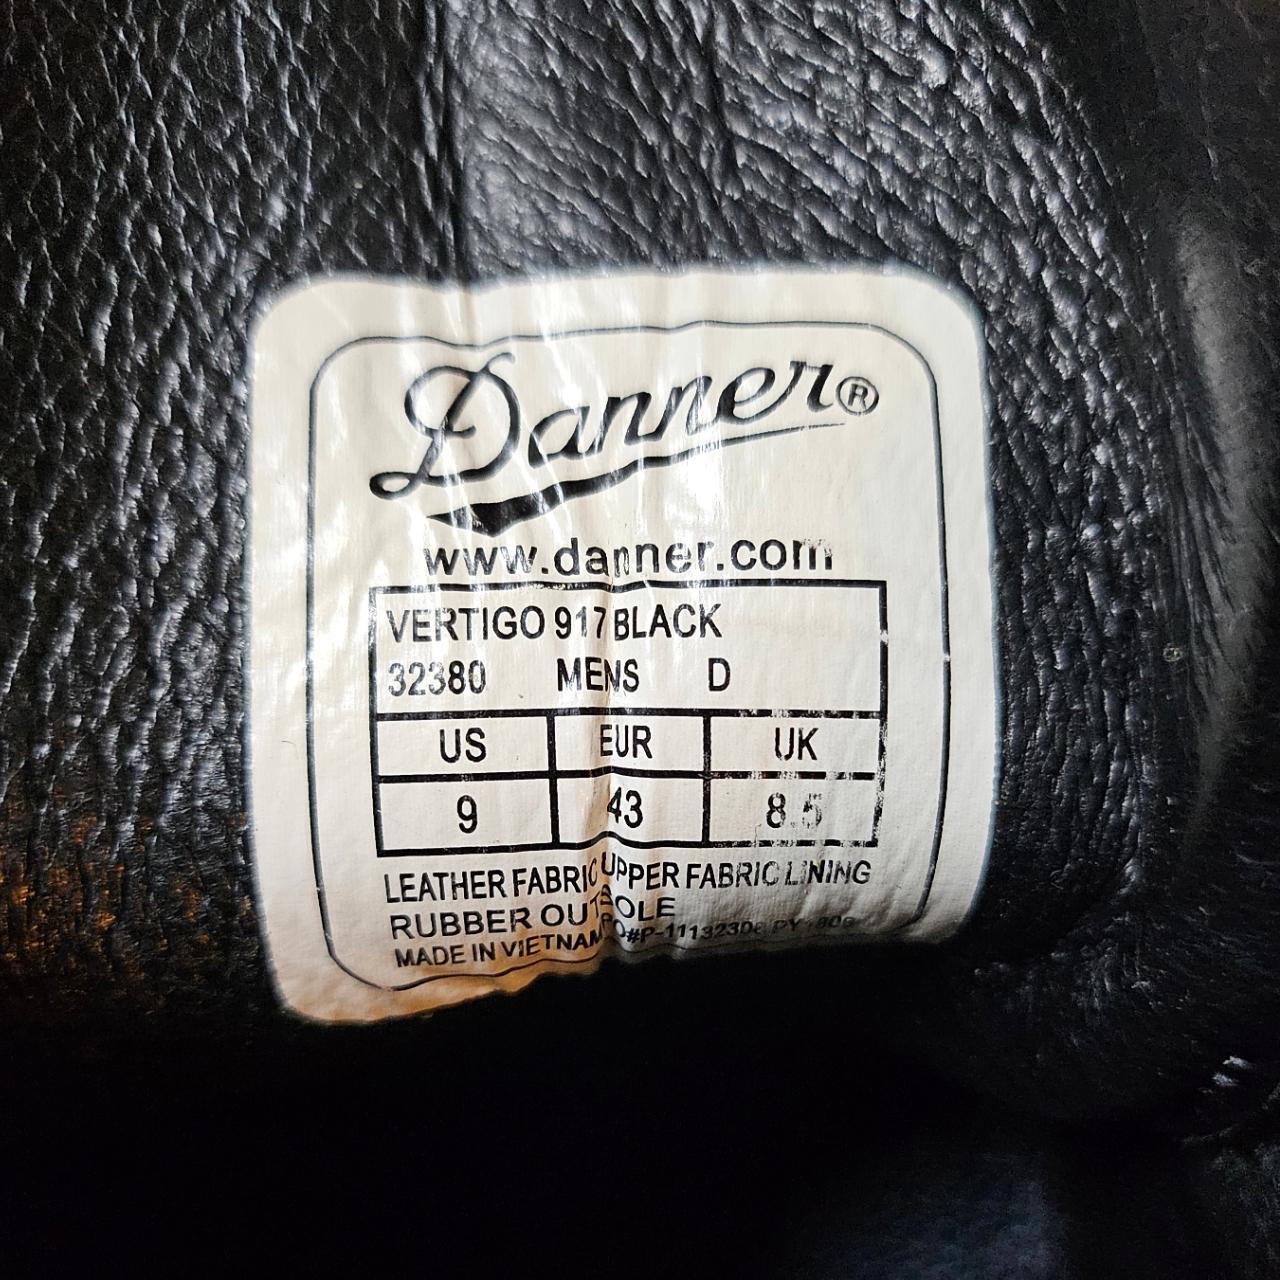 Danner®
www.danner.com
VERTIGO 917 BLACK
32380 MENS D
US EUR UK
9 43 8.5
LEATHER FABRIC UPPER FABRIC LINING
RUBBER OUTSOLE
MADE IN VIETNAM